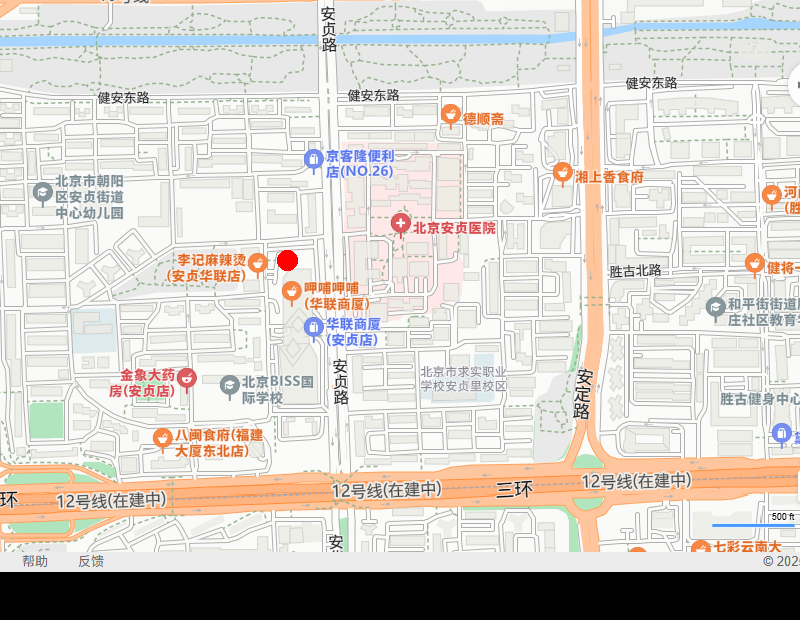 安贞路
健安东路
健安东路
健安东路
德顺斋
京客隆便利
店(NO.26)
湘上香食府
北京市朝阳
区安贞街道
中心幼儿园
北京安贞医院
李记麻辣烫
(安贞华联店)
胜古北路
健将一
呷哺呷哺
(华联商厦)
华联商厦
(安贞店)
和平街街道
庄社区教育学
安贞路
金象大药
房(安贞店)
北京BISS国
际学校
北京市求实职业
学校安贞里校区
安定路
胜古健身中心
八闽食府(福建
大厦东北店)
环
12号线(在建中)
12号线(在建中)
三环
12号线(在建中)
500 ft
七彩云南大
帮助
反馈